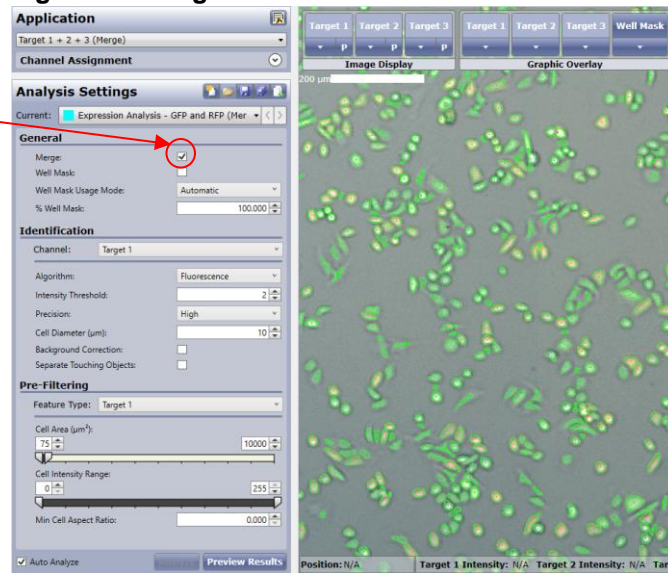 Application
Target 1 + 2 + 3 (Merge)
Channel Assignment
Analysis Settings
Current: Expression Analysis - GFP and RFP (Mer
General
Merge:
Well Mask:
Well Mask Usage Mode: Automatic
% Well Mask: 100.000
Identification
Channel: Target 1
Algorithm: Fluorescence
Intensity Threshold: 2
Precision: High
Cell Diameter (µm): 10
Background Correction:
Separate Touching Objects:
Pre-Filtering
Feature Type: Target 1
Cell Area (µm²):
75 10000
Cell Intensity Range:
0 255
Min Cell Aspect Ratio: 0.000
Auto Analyze Preview Results
Target 1 Target 2 Target 3 Target 1 Target 2 Target 3 Well Mask
P P P
Image Display Graphic Overlay
200 µm
Position: N/A Target 1 Intensity: N/A Target 2 Intensity: N/A Tar